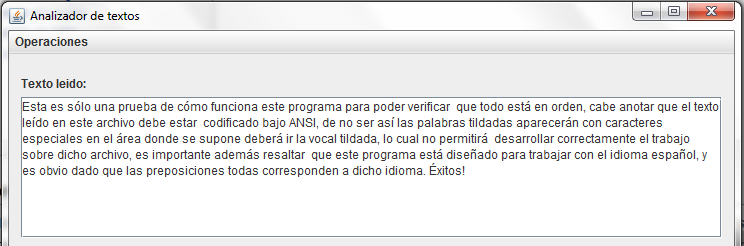 Analizador de textos
Operaciones
Texto leido:
Esta es sólo una prueba de cómo funciona este programa para poder verificar  que todo está en orden, cabe anotar que el texto
leído en este archivo debe estar  codificado bajo ANSI, de no ser así las palabras tildadas aparecerán con caracteres
especiales en el área donde se supone deberá ir la vocal tildada, lo cual no permitirá  desarrollar correctamente el trabajo
sobre dicho archivo, es importante además resaltar  que este programa está diseñado para trabajar con el idioma español, y
es obvio dado que las preposiciones todas corresponden a dicho idioma. Éxitos!